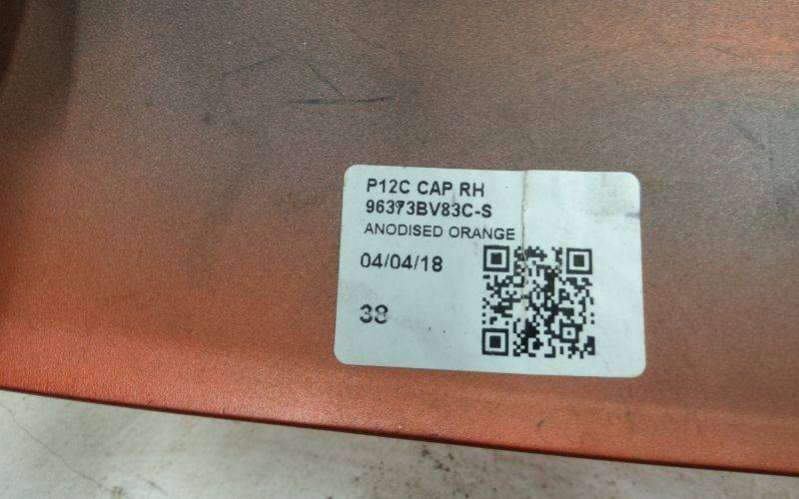 P12C CAP RH
96373BV83C-S
ANODISED ORANGE
04/04/18
38